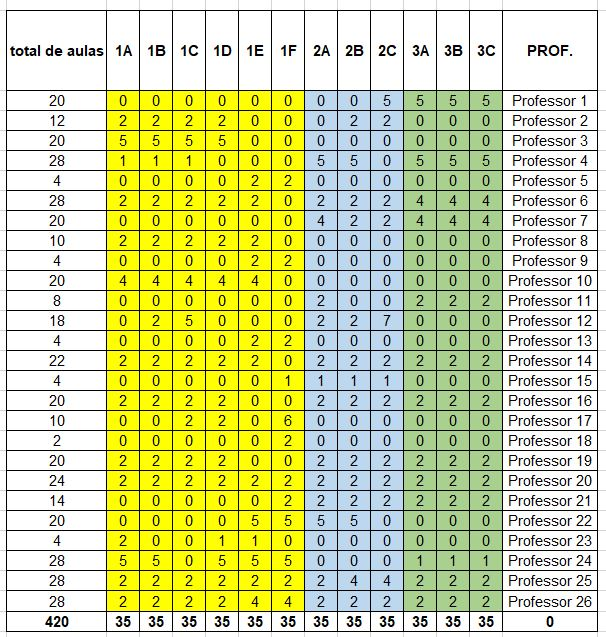 total de aulas 1A 1B 1C 1D 1E 1F 2A 2B 2C 3A 3B 3C PROF.
20 0 0 0 0 0 0 0 0 5 5 5 5 Professor 1
12 2 2 2 2 0 0 0 2 2 0 0 0 Professor 2
20 5 5 5 5 0 0 0 0 0 0 0 0 Professor 3
28 1 1 1 0 0 0 5 5 0 5 5 5 Professor 4
4 0 0 0 0 2 2 0 0 0 0 0 0 Professor 5
28 2 2 2 2 2 0 2 2 2 4 4 4 Professor 6
20 0 0 0 0 0 0 4 2 2 4 4 4 Professor 7
10 2 2 2 2 2 0 0 0 0 0 0 0 Professor 8
4 0 0 0 0 2 2 0 0 0 0 0 0 Professor 9
20 4 4 4 4 4 0 0 0 0 0 0 0 Professor 10
8 0 0 0 0 0 0 2 0 0 2 2 2 Professor 11
18 0 2 5 0 0 0 2 2 7 0 0 0 Professor 12
4 0 0 0 0 2 2 0 0 0 0 0 0 Professor 13
22 2 2 2 2 2 0 2 2 2 2 2 2 Professor 14
4 0 0 0 0 0 1 1 1 1 0 0 0 Professor 15
20 2 2 2 2 0 0 2 2 2 2 2 2 Professor 16
10 0 0 2 2 0 6 0 0 0 0 0 0 Professor 17
2 0 0 0 0 0 2 0 0 0 0 0 0 Professor 18
20 2 2 2 2 0 0 2 2 2 2 2 2 Professor 19
24 2 2 2 2 2 2 2 2 2 2 2 2 Professor 20
14 0 0 0 0 0 2 2 2 2 2 2 2 Professor 21
20 0 0 0 0 5 5 5 5 0 0 0 0 Professor 22
4 2 0 0 1 1 0 0 0 0 0 0 0 Professor 23
28 5 5 0 5 5 5 0 0 0 1 1 1 Professor 24
28 2 2 2 2 2 2 2 4 4 2 2 2 Professor 25
28 2 2 2 2 4 4 2 2 2 2 2 2 Professor 26
420 35 35 35 35 35 35 35 35 35 35 35 35 0